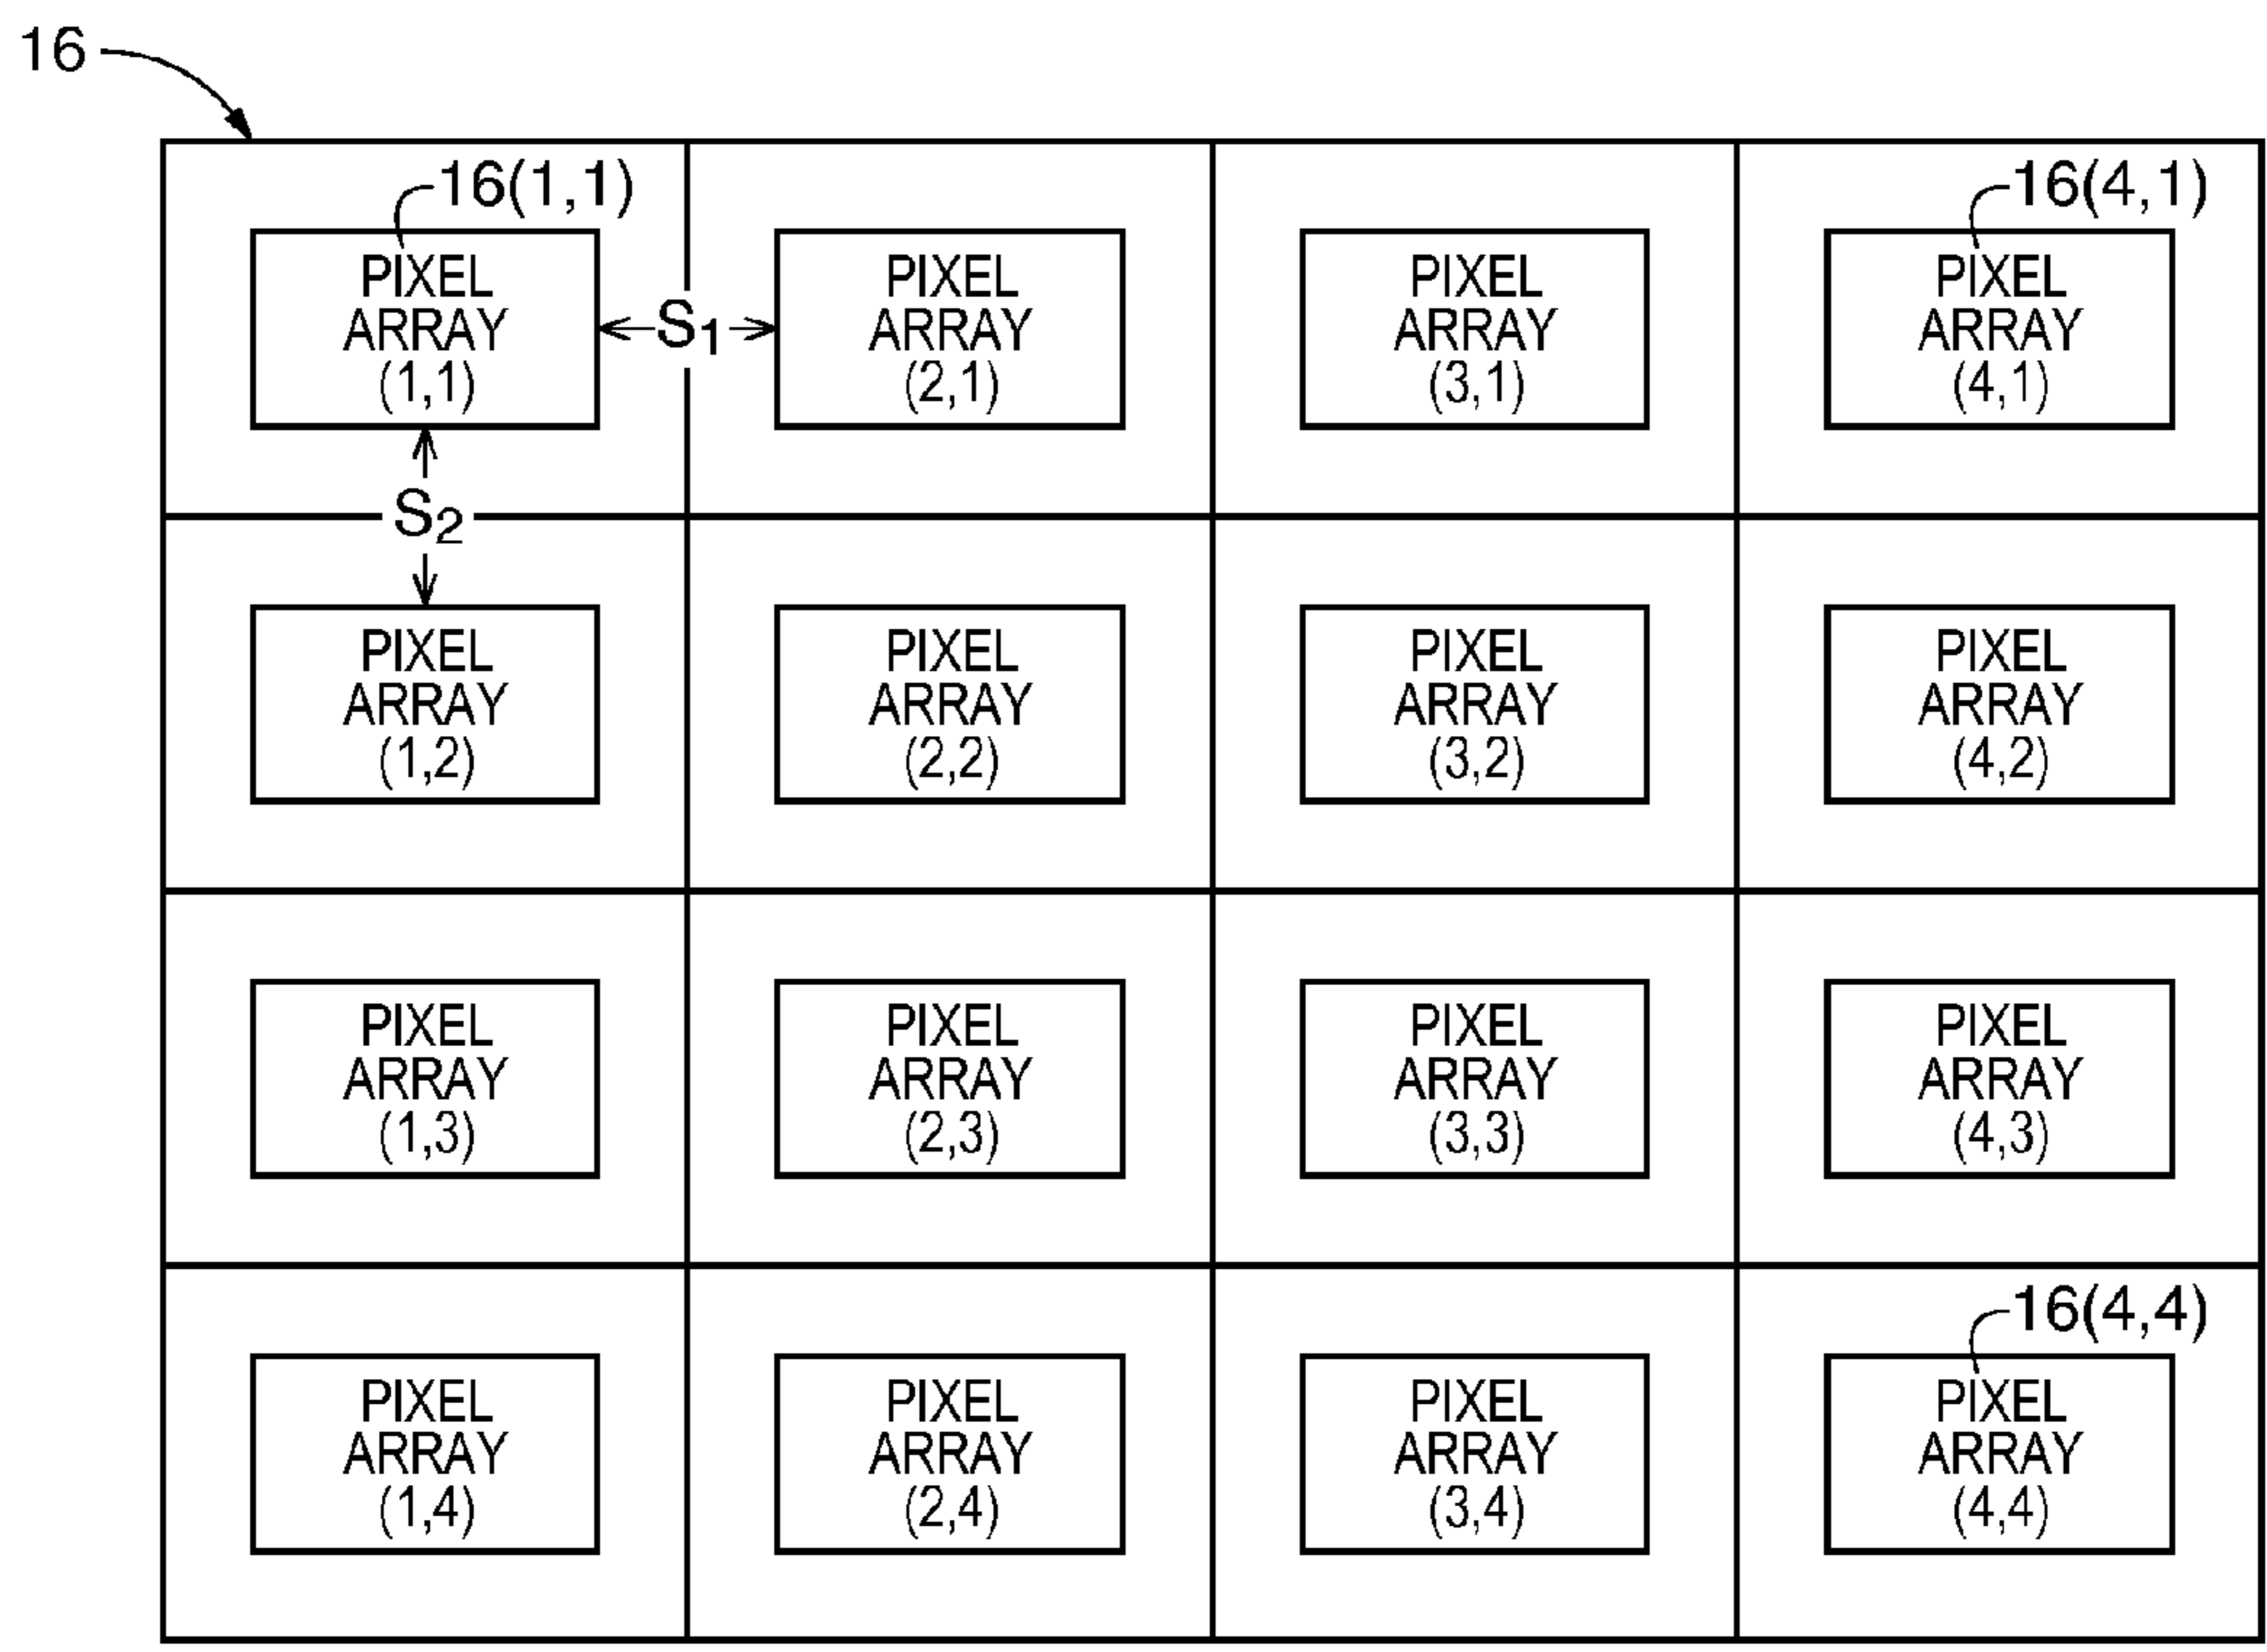 16
16(1,1)
16(4,1)
PIXEL
ARRAY
(1,1)
S1
PIXEL
ARRAY
(2,1)
PIXEL
ARRAY
(3,1)
PIXEL
ARRAY
(4,1)
S2
PIXEL
ARRAY
(1,2)
PIXEL
ARRAY
(2,2)
PIXEL
ARRAY
(3,2)
PIXEL
ARRAY
(4,2)
PIXEL
ARRAY
(1,3)
PIXEL
ARRAY
(2,3)
PIXEL
ARRAY
(3,3)
PIXEL
ARRAY
(4,3)
16(4,4)
PIXEL
ARRAY
(1,4)
PIXEL
ARRAY
(2,4)
PIXEL
ARRAY
(3,4)
PIXEL
ARRAY
(4,4)